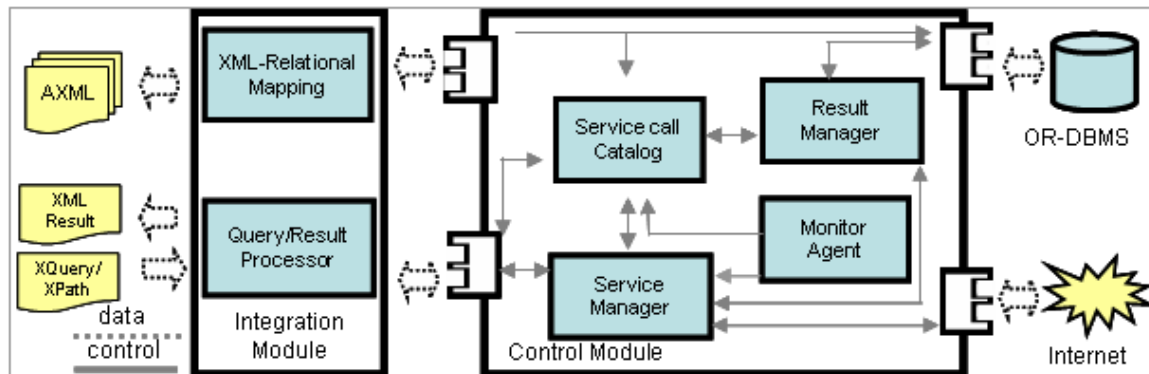 AXML
XML
Result
XQuery/
XPath
data
control
XML-Relational
Mapping
Query/Result
Processor
Integration
Module
Service call
Catalog
Result
Manager
Monitor
Agent
Service
Manager
Control Module
OR-DBMS
Internet